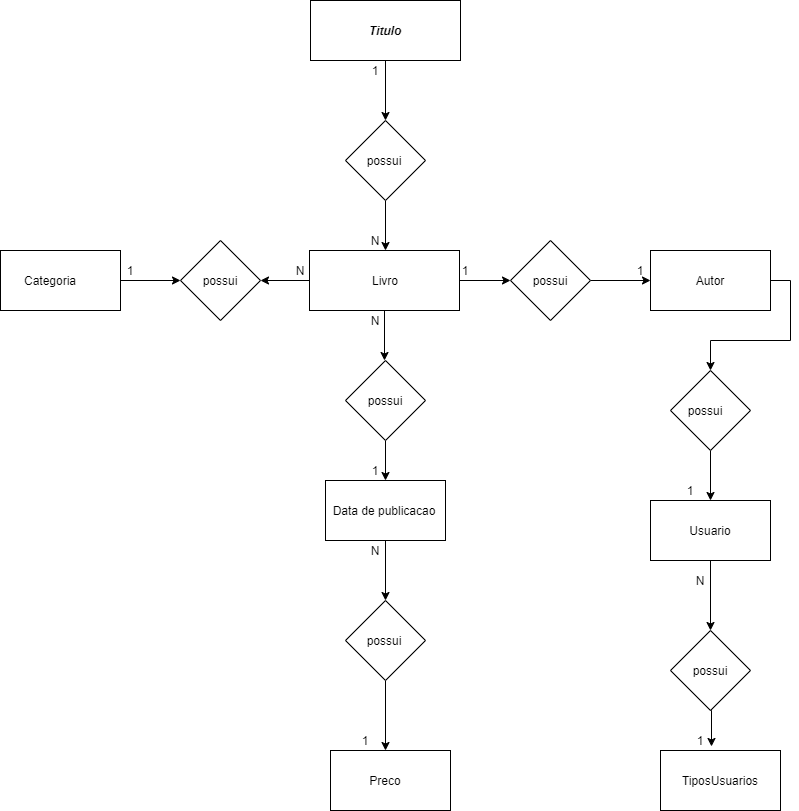 Titulo
1
possui
N
Categoria
1
possui
N
Livro
1
possui
1
Autor
N
possui
possui
1
1
Data de publicacao
Usuario
N
N
possui
possui
1
1
Preco
TiposUsuarios